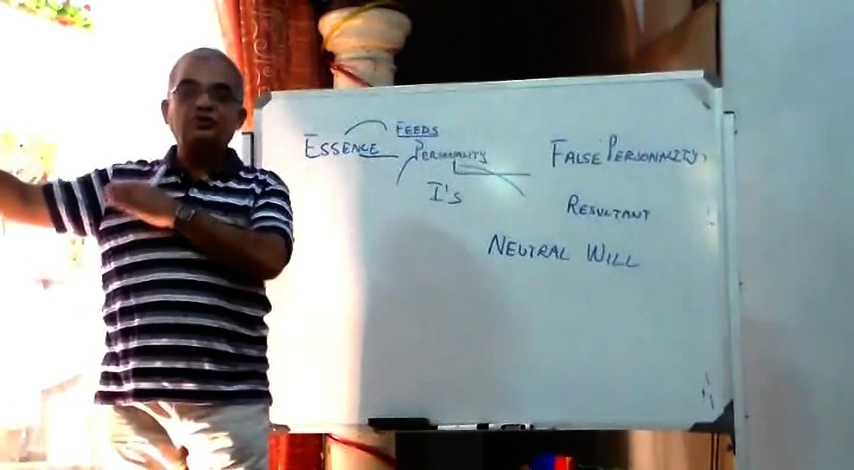 FEEDS
ESSENCE PERSONALITY FALSE PERSONALITY
I'S RESULTANT
NEUTRAL WILL